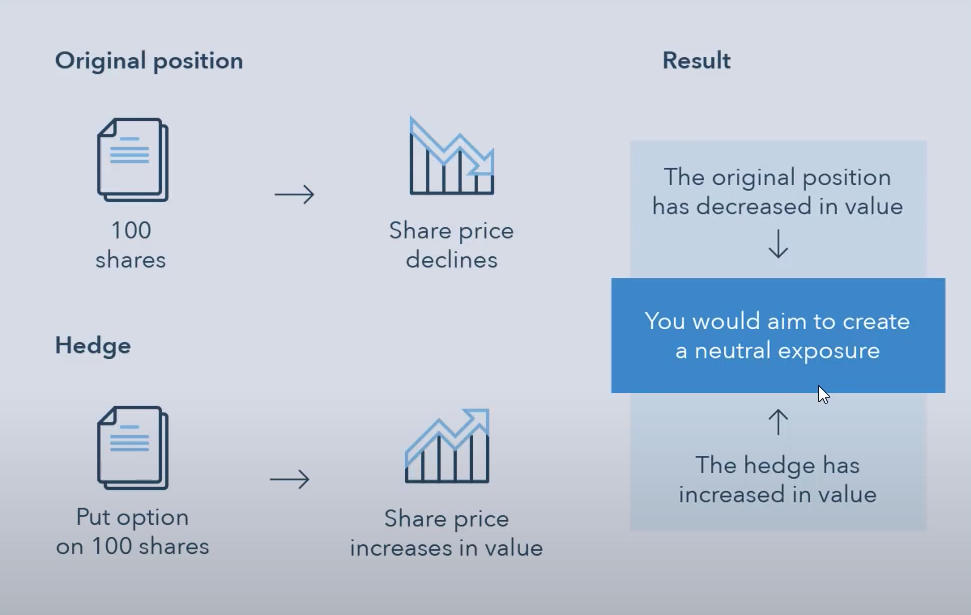 Original position
100
shares
Share price
declines
Hedge
Put option
on 100 shares
Share price
increases in value
Result
The original position
has decreased in value
You would aim to create
a neutral exposure
The hedge has
increased in value